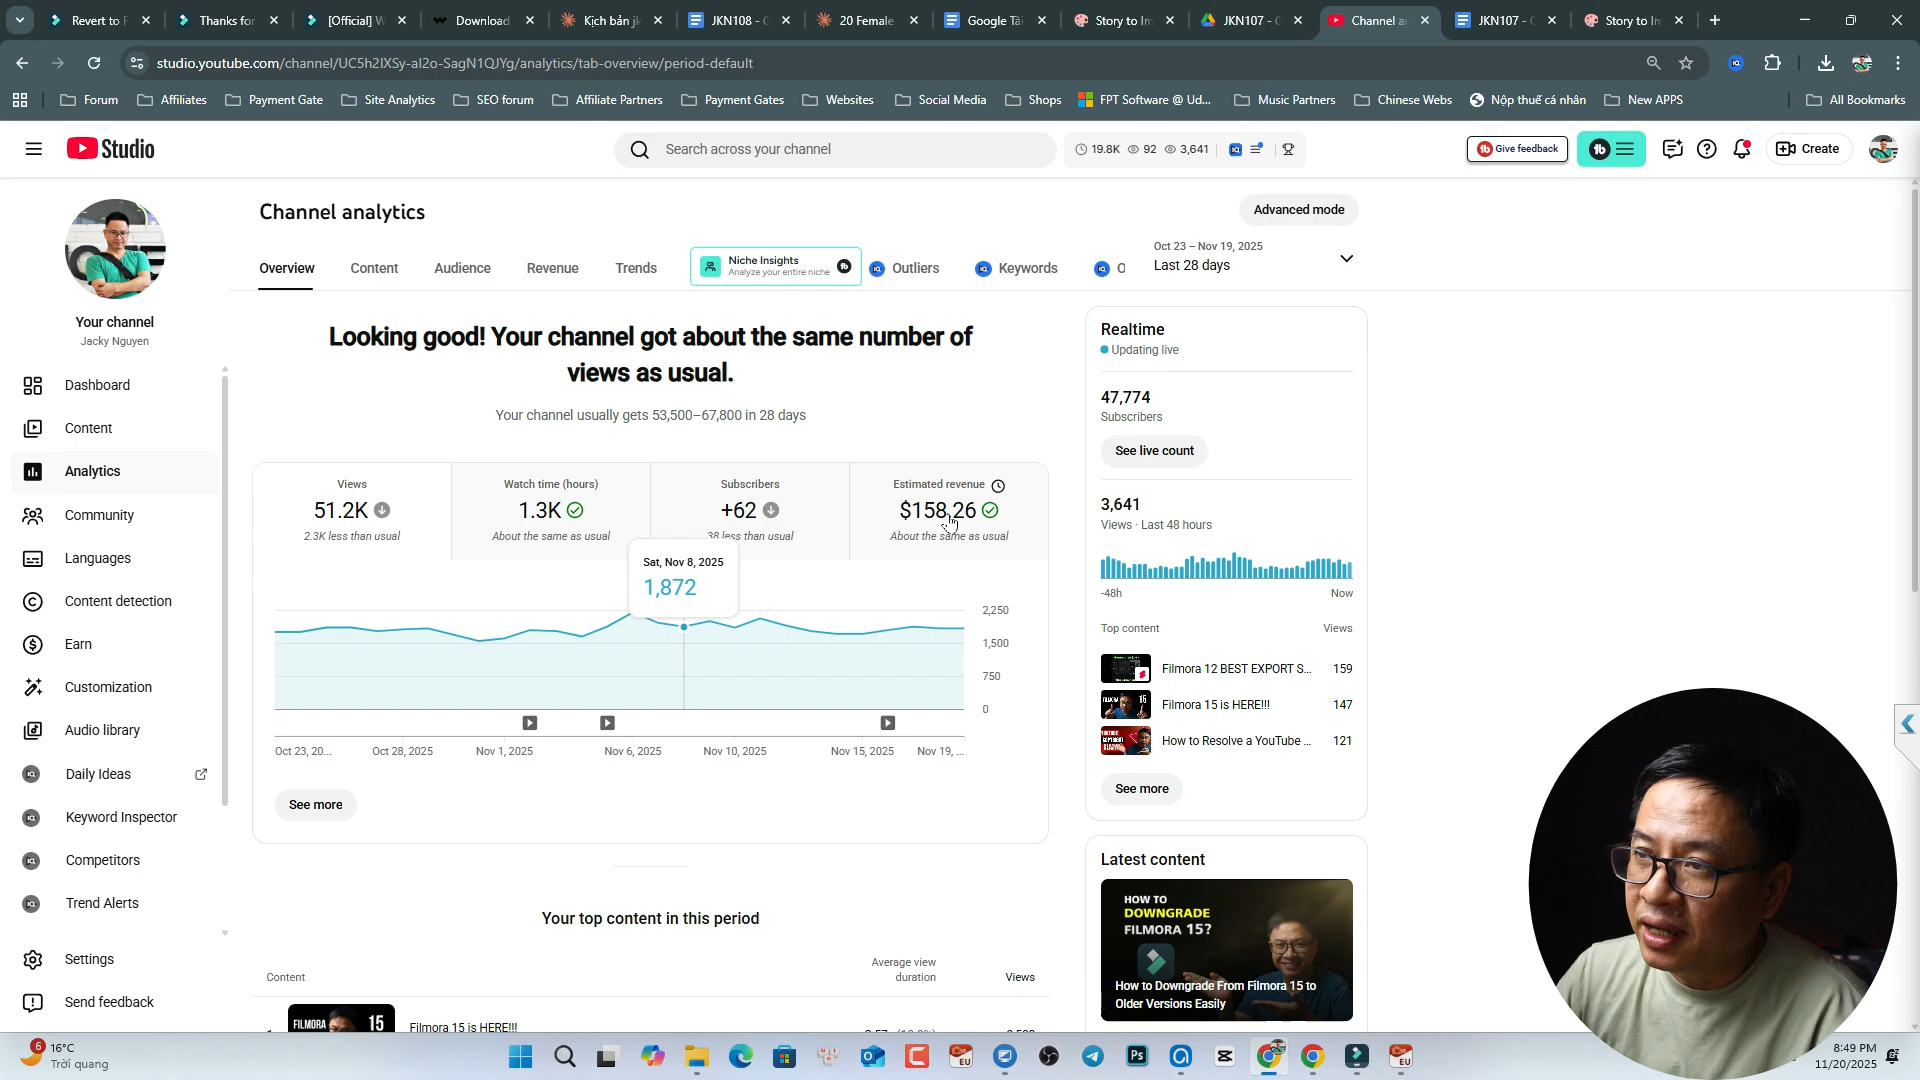 Revert to F
Thanks for
[Official] W
Download
Kịch bản jk
JKN108 - G
20 Female
Google Tài
Story to Im
JKN107 - G
Channel a
JKN107 - G
Story to Im
studio.youtube.com/channel/UC5h2IXSy-aI2o-SagN1QJYg/analytics/tab-overview/period-default
Forum
Affiliates
Payment Gate
Site Analytics
SEO forum
Affiliate Partners
Payment Gates
Websites
Social Media
Shops
FPT Software @ Ud...
Music Partners
Chinese Webs
Nộp thuế cá nhân
New APPS
All Bookmarks
Studio
Search across your channel
19.8K 92 3,641
Give feedback
Create
Channel analytics
Advanced mode
Overview
Content
Audience
Revenue
Trends
Niche Insights
Analyze your entire niche
Outliers
Keywords
O
Oct 23 – Nov 19, 2025
Last 28 days
Your channel
Jacky Nguyen
Dashboard
Content
Analytics
Community
Languages
Content detection
Earn
Customization
Audio library
Daily Ideas
Keyword Inspector
Competitors
Trend Alerts
Settings
Send feedback
Looking good! Your channel got about the same number of
views as usual.
Your channel usually gets 53,500–67,800 in 28 days
Views
51.2K
2.3K less than usual
Watch time (hours)
1.3K
About the same as usual
Subscribers
+62
38 less than usual
Estimated revenue
$158.26
About the same as usual
Sat, Nov 8, 2025
1,872
2,250
1,500
750
0
Oct 23, 20...
Oct 28, 2025
Nov 1, 2025
Nov 6, 2025
Nov 10, 2025
Nov 15, 2025
Nov 19, ...
See more
Your top content in this period
Content
Average view
duration
Views
FILMORA 15
Filmora 15 is HERE!!!
Realtime
Updating live
47,774
Subscribers
See live count
3,641
Views · Last 48 hours
-48h
Now
Top content
Views
Filmora 12 BEST EXPORT S...
159
Filmora 15 is HERE!!!
147
How to Resolve a YouTube ...
121
See more
Latest content
HOW TO
DOWNGRADE
FILMORA 15?
How to Downgrade From Filmora 15 to
Older Versions Easily
6
16°C
Trời quang
8:49 PM
11/20/2025